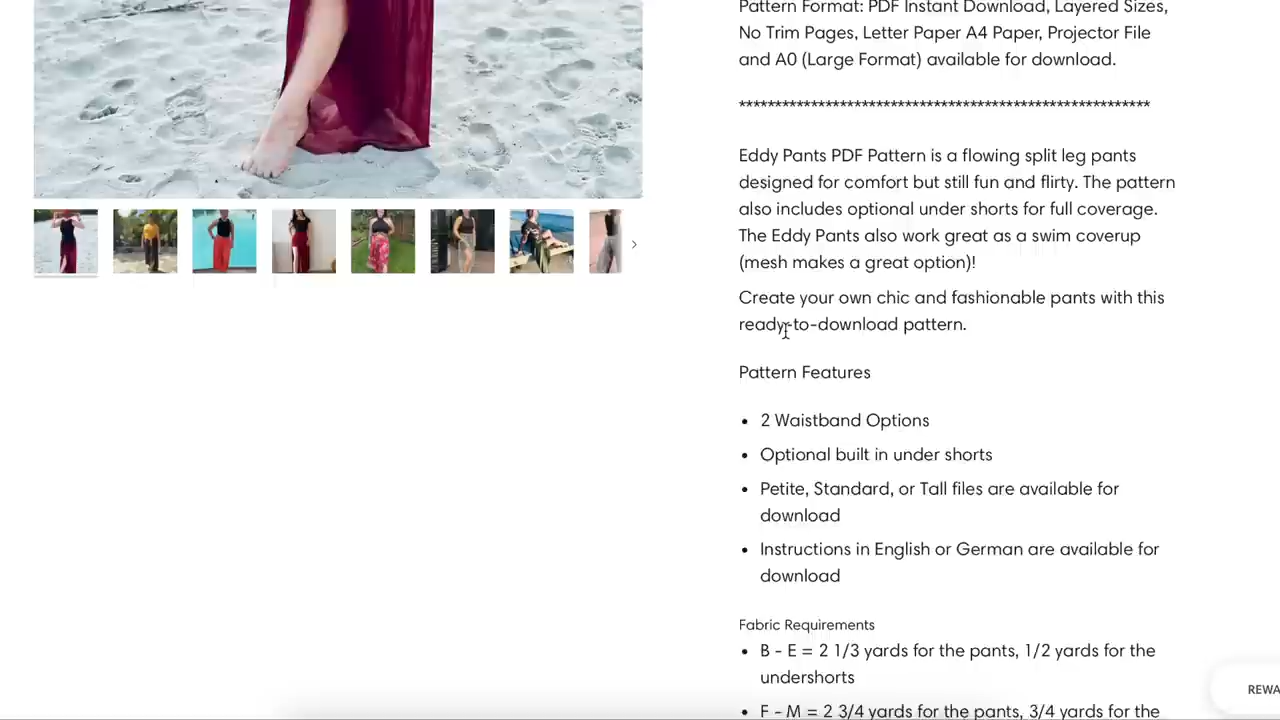 Pattern Format: PDF Instant Download, Layered Sizes,
No Trim Pages, Letter Paper A4 Paper, Projector File
and A0 (Large Format) available for download.
*********************************************************
Eddy Pants PDF Pattern is a flowing split leg pants
designed for comfort but still fun and flirty. The pattern
also includes optional under shorts for full coverage.
The Eddy Pants also work great as a swim coverup
(mesh makes a great option)!
Create your own chic and fashionable pants with this
ready-to-download pattern.
Pattern Features
• 2 Waistband Options
• Optional built in under shorts
• Petite, Standard, or Tall files are available for
download
• Instructions in English or German are available for
download
Fabric Requirements
• B - E = 2 1/3 yards for the pants, 1/2 yards for the
undershorts
• F - M = 2 3/4 yards for the pants, 3/4 yards for the
REWA